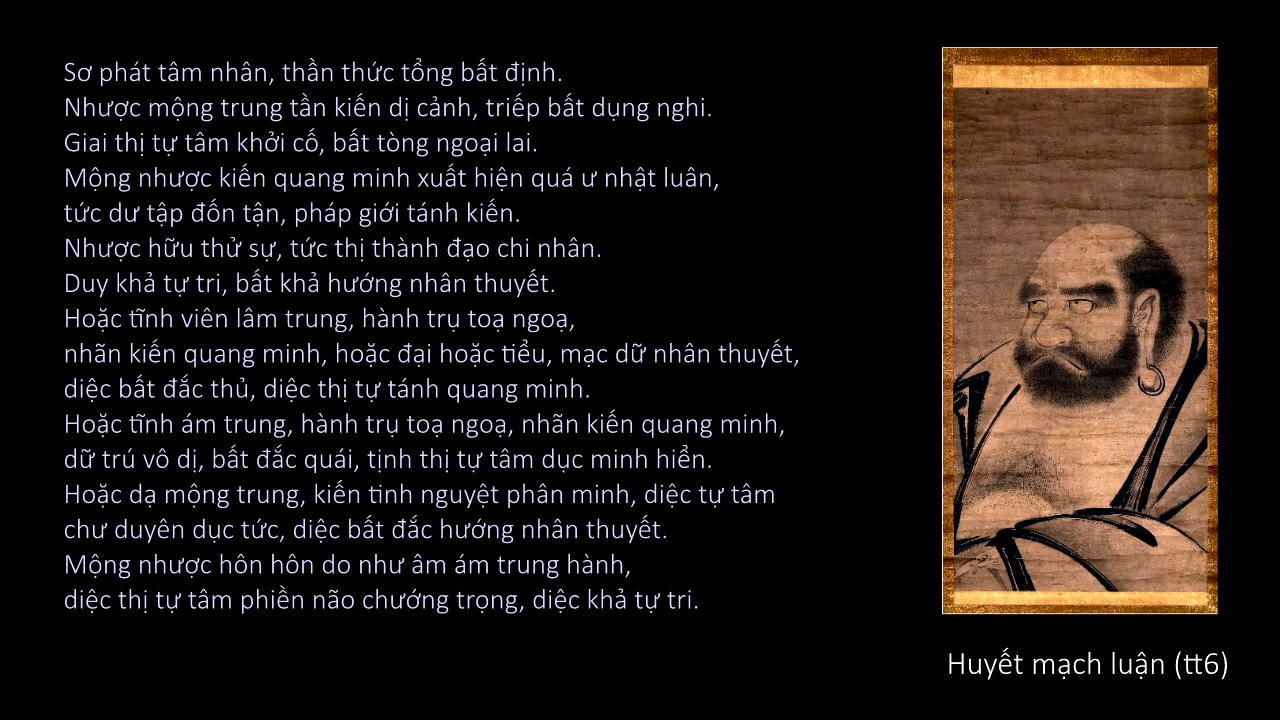 Sơ phát tâm nhân, thần thức tổng bất định.
Nhược mộng trung tần kiến dị cảnh, triếp bất dụng nghi.
Giai thị tự tâm khởi cố, bất tòng ngoại lai.
Mộng nhược kiến quang minh xuất hiện quá ư nhật luân,
tức dư tập đốn tận, pháp giới tánh kiến.
Nhược hữu thử sự, tức thị thành đạo chi nhân.
Duy khả tự tri, bất khả hướng nhân thuyết.
Hoặc tĩnh viên lâm trung, hành trụ toạ ngoạ,
nhãn kiến quang minh, hoặc đại hoặc tiểu, mạc dữ nhân thuyết,
diệc bất đắc thủ, diệc thị tự tánh quang minh.
Hoặc tĩnh ám trung, hành trụ toạ ngoạ, nhãn kiến quang minh,
dữ trú vô dị, bất đắc quái, tịnh thị tự tâm dục minh hiển.
Hoặc dạ mộng trung, kiến tinh nguyệt phân minh, diệc tự tâm
chư duyên dục tức, diệc bất đắc hướng nhân thuyết.
Mộng nhược hôn hôn do như âm ám trung hành,
diệc thị tự tâm phiền não chướng trọng, diệc khả tự tri.
Huyết mạch luận (tt6)